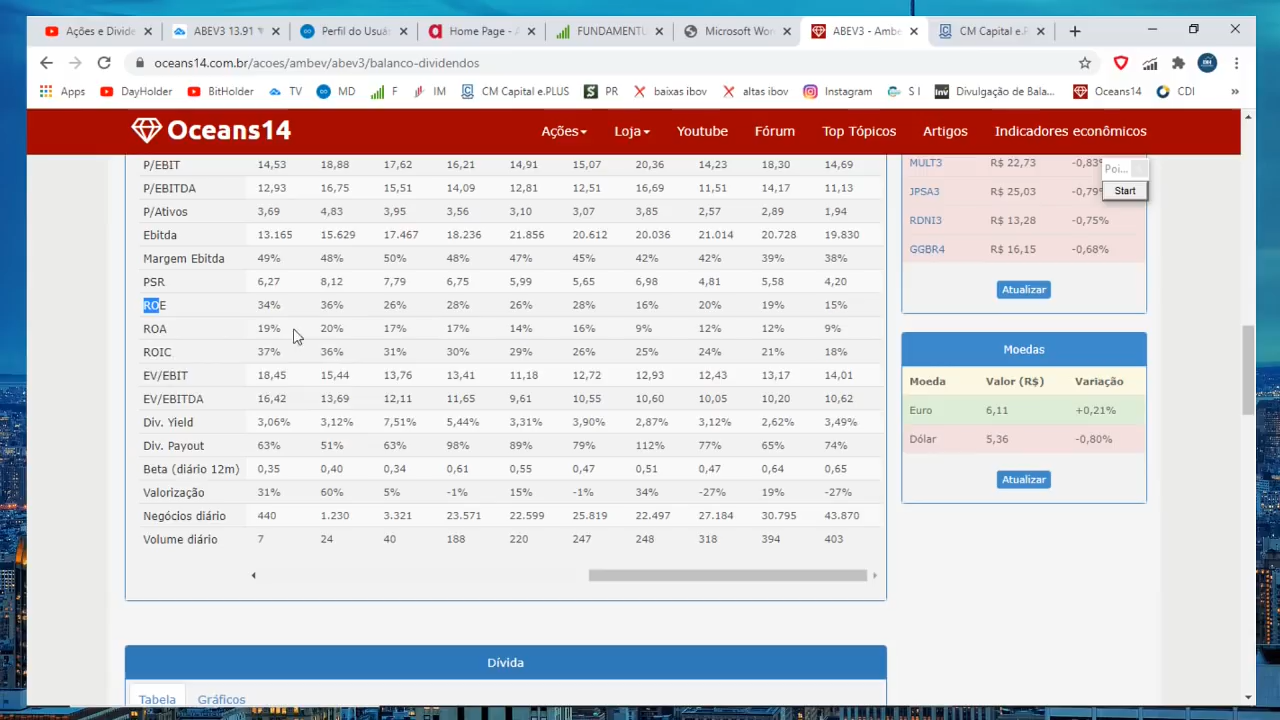 Ações e Divide
ABEV3 13.91
Perfil do Usuá
Home Page - A
FUNDAMENTU
Microsoft Wor
ABEV3 - Ambe
CM Capital e.P
oceans14.com.br/acoes/ambev/abev3/balanco-dividendos
Apps DayHolder BitHolder TV MD F IM CM Capital e.PLUS PR baixas ibov altas ibov Instagram S I Divulgação de Bala... Oceans14 CDI »
Oceans14 Ações Loja Youtube Fórum Top Tópicos Artigos Indicadores econômicos
P/EBIT 14,53 18,88 17,62 16,21 14,91 15,07 20,36 14,23 18,30 14,69
P/EBITDA 12,93 16,75 15,51 14,09 12,81 12,51 16,69 11,51 14,17 11,13
P/Ativos 3,69 4,83 3,95 3,56 3,10 3,07 3,85 2,57 2,89 1,94
Ebitda 13.165 15.629 17.467 18.236 21.856 20.612 20.036 21.014 20.728 19.830
Margem Ebitda 49% 48% 50% 48% 47% 45% 42% 42% 39% 38%
PSR 6,27 8,12 7,79 6,75 5,99 5,65 6,98 4,81 5,58 4,20
ROE 34% 36% 26% 28% 26% 28% 16% 20% 19% 15%
ROA 19% 20% 17% 17% 14% 16% 9% 12% 12% 9%
ROIC 37% 36% 31% 30% 29% 26% 25% 24% 21% 18%
EV/EBIT 18,45 15,44 13,76 13,41 11,18 12,72 12,93 12,43 13,17 14,01
EV/EBITDA 16,42 13,69 12,11 11,65 9,61 10,55 10,60 10,05 10,20 10,62
Div. Yield 3,06% 3,12% 7,51% 5,44% 3,31% 3,90% 2,87% 3,12% 2,62% 3,49%
Div. Payout 63% 51% 63% 98% 89% 79% 112% 77% 65% 74%
Beta (diário 12m) 0,35 0,40 0,34 0,61 0,55 0,47 0,51 0,47 0,64 0,65
Valorização 31% 60% 5% -1% 15% -1% 34% -27% 19% -27%
Negócios diário 440 1.230 3.321 23.571 22.599 25.819 22.497 27.184 30.795 43.870
Volume diário 7 24 40 188 220 247 248 318 394 403
Dívida
Tabela Gráficos
MULT3 R$ 22,73 -0,83%
JPSA3 R$ 25,03 -0,79%
RDNI3 R$ 13,28 -0,75%
GGBR4 R$ 16,15 -0,68%
Atualizar
Poi...
Start
Moedas
Moeda Valor (R$) Variação
Euro 6,11 +0,21%
Dólar 5,36 -0,80%
Atualizar